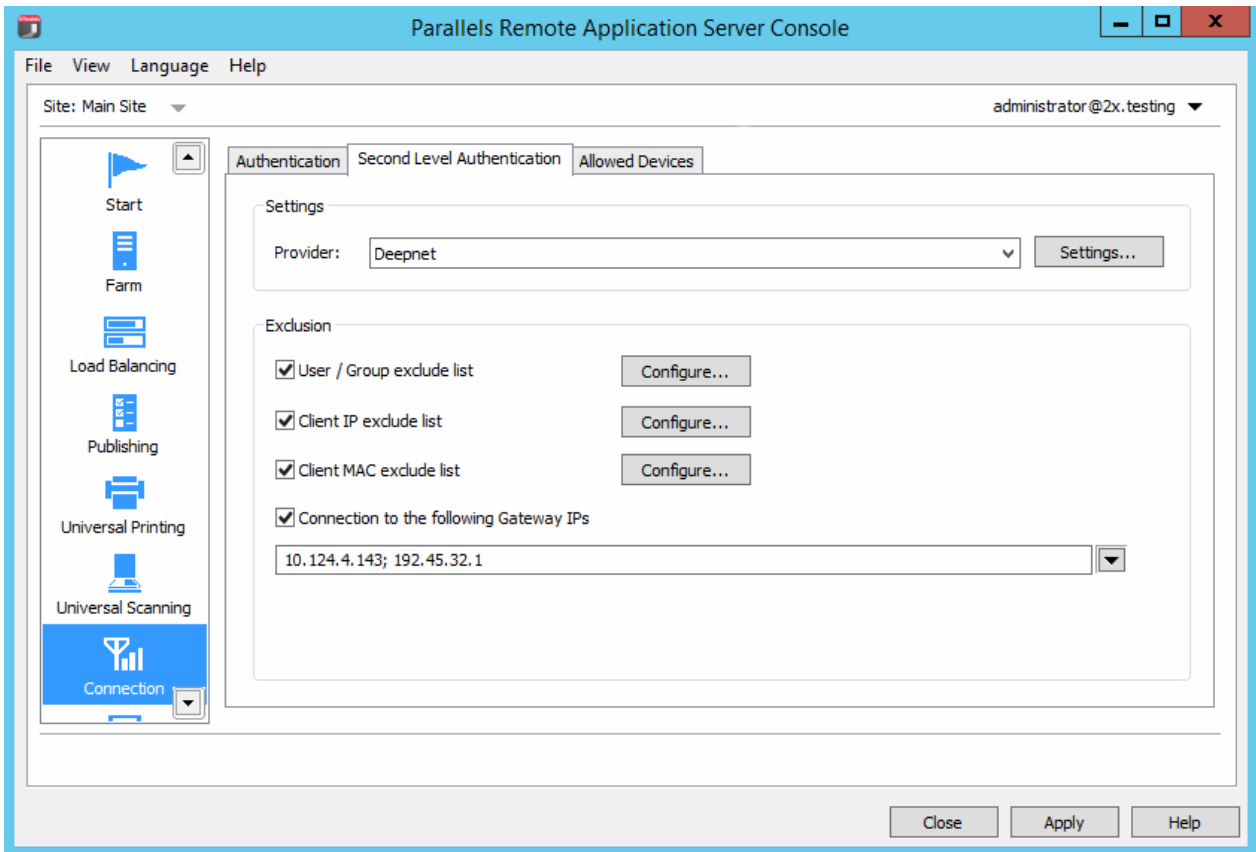 Parallels Remote Application Server Console
File View Language Help
Site: Main Site
administrator@2x.testing
Start
Farm
Load Balancing
Publishing
Universal Printing
Universal Scanning
Connection
Authentication Second Level Authentication Allowed Devices
Settings
Provider: Deepnet Settings...
Exclusion
User / Group exclude list Configure...
Client IP exclude list Configure...
Client MAC exclude list Configure...
Connection to the following Gateway IPs
10.124.4.143; 192.45.32.1
Close Apply Help